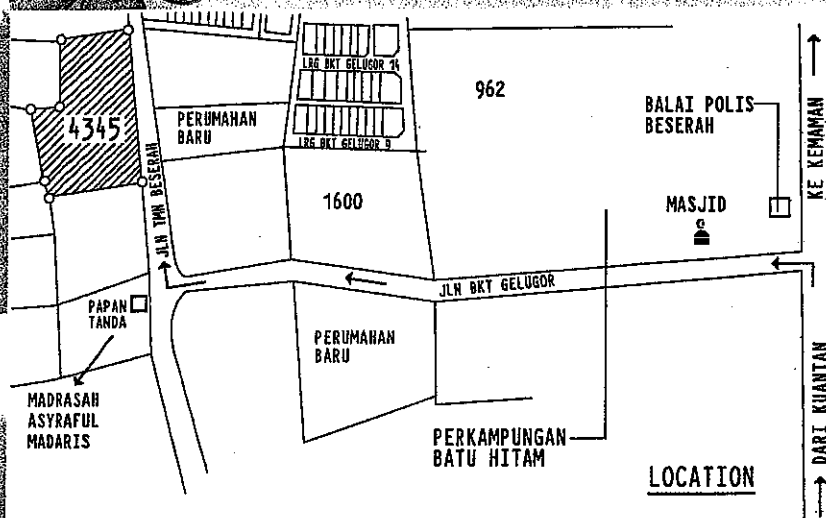 LRG BKT GELUGOR 14
962
4345
PERUMAHAN
BARU
BALAI POLIS
BESERAH
KE KEMAMAN
LRG BKT GELUGOR 9
JLN TMN BESERAH
1600
MASJID
JLN BKT GELUGOR
PAPAN
TANDA
PERUMAHAN
BARU
MADRASAH
ASYRAFUL
MADARIS
PERKAMPUNGAN
BATU HITAM
DARI KUANTAN
LOCATION